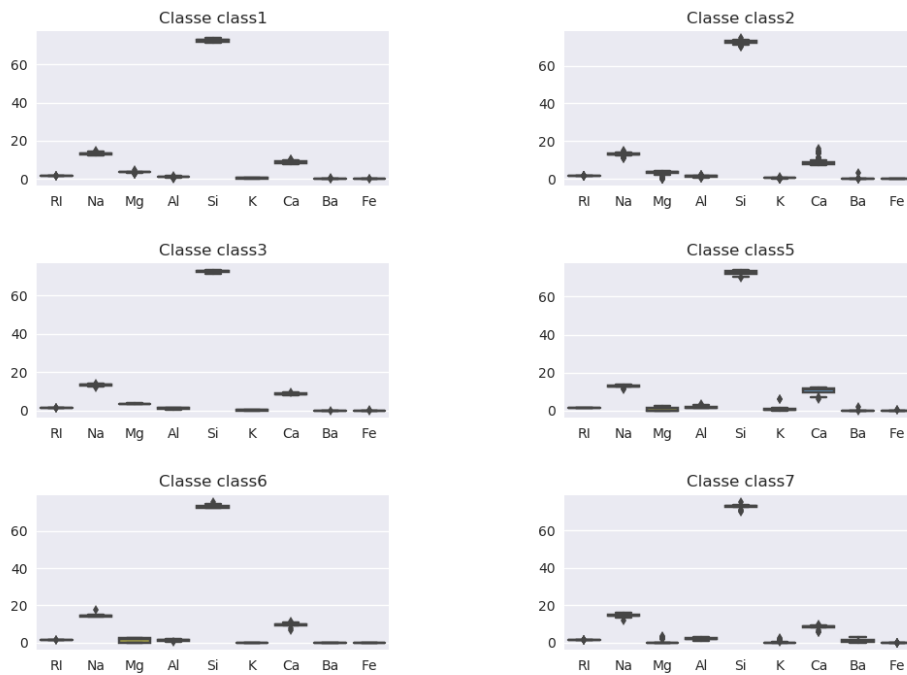 Classe class1
Classe class2
60
40
20
0
RI Na Mg Al Si K Ca Ba Fe
60
40
20
0
RI Na Mg Al Si K Ca Ba Fe
Classe class3
Classe class5
60
40
20
0
RI Na Mg Al Si K Ca Ba Fe
60
40
20
0
RI Na Mg Al Si K Ca Ba Fe
Classe class6
Classe class7
60
40
20
0
RI Na Mg Al Si K Ca Ba Fe
60
40
20
0
RI Na Mg Al Si K Ca Ba Fe